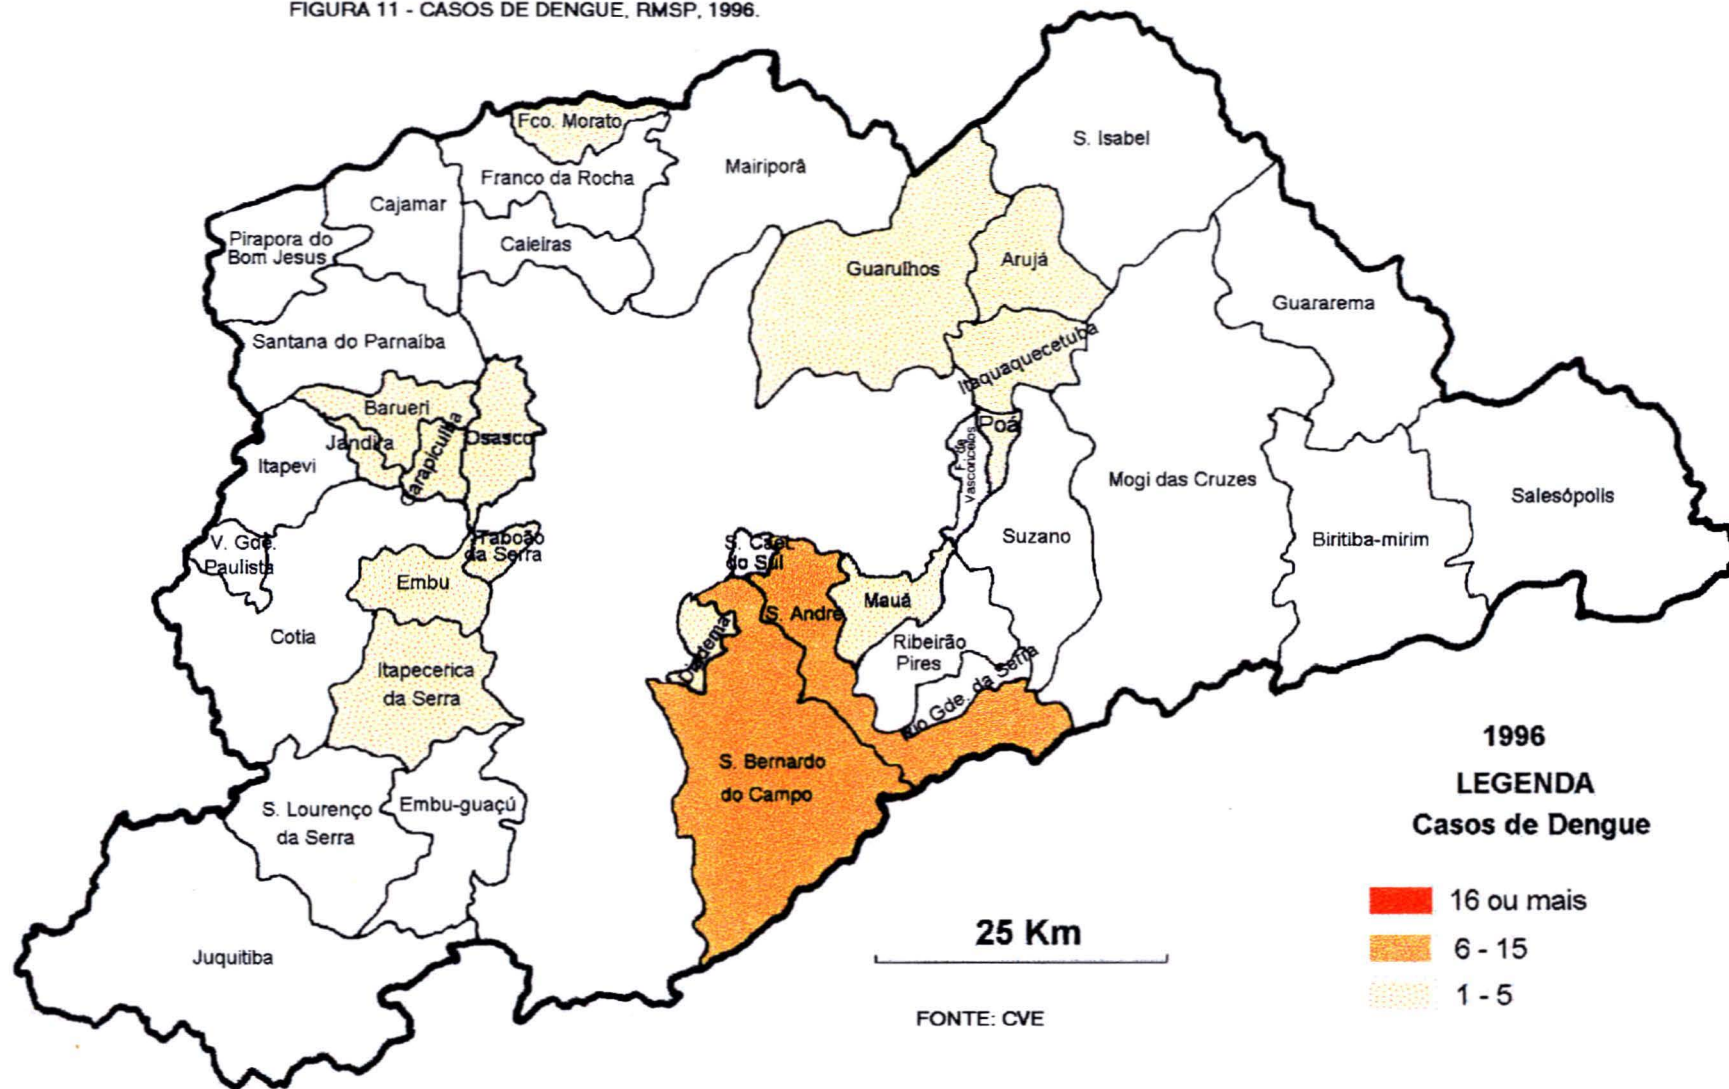 FIGURA 11 - CASOS DE DENGUE, RMSP, 1996.
Fco. Morato
S. Isabel
Mairiporã
Franco da Rocha
Cajamar
Pirapora do
Bom Jesus
Caieiras
Guarulhos
Arujá
Guararema
Santana do Parnaíba
Itaquaquecetuba
Barueri
Jandira
Carapicuíba
Osasco
Poá
F. de
Vasconcelos
Itapevi
Mogi das Cruzes
Salesópolis
Suzano
Biritiba-mirim
V. Gde.
Paulista
Taboão
da Serra
S. Caet.
do Sul
Embu
Mauá
S. André
Cotia
Diadema
Ribeirão
Pires
Itapecerica
da Serra
Rio Gde. da Serra
S. Bernardo
do Campo
S. Lourenço
da Serra
Embu-guaçú
Juquitiba
1996
LEGENDA
Casos de Dengue
16 ou mais
6 - 15
1 - 5
25 Km
FONTE: CVE